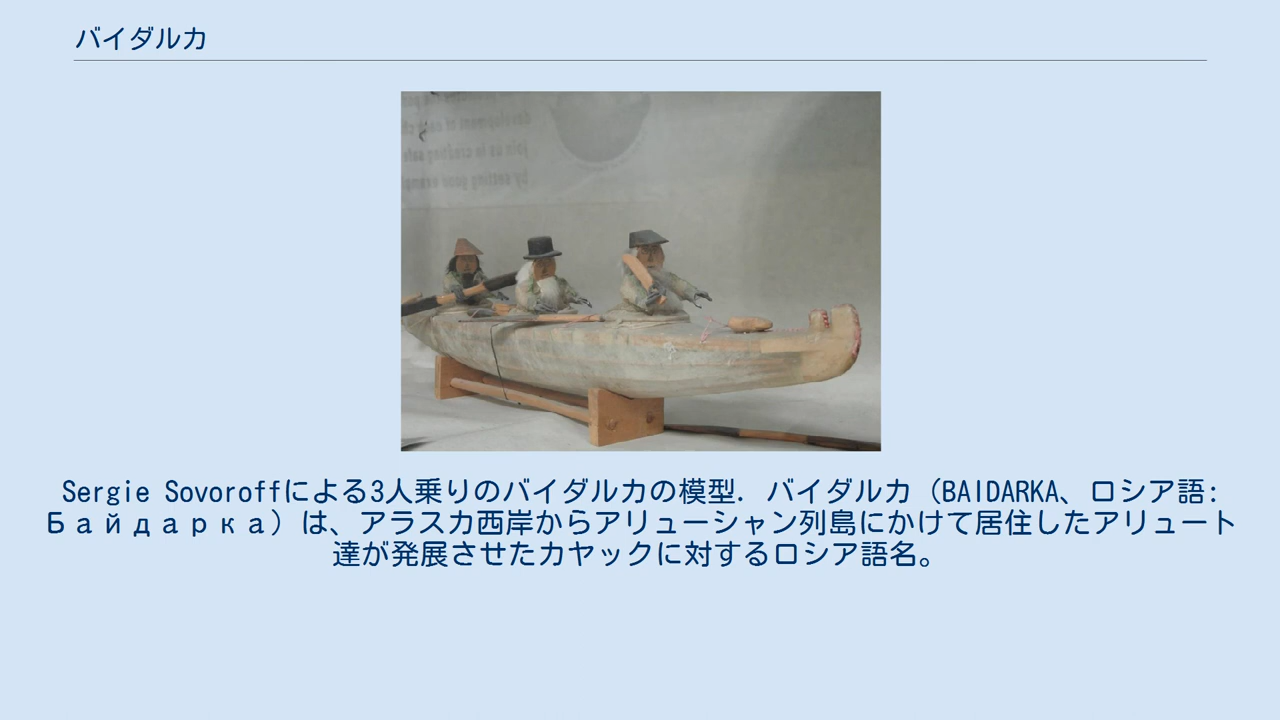 バイダルカ
Sergie Sovoroffによる3人乗りのバイダルカの模型. バイダルカ（BAIDARKA、ロシア語:
Байдарка）は、アラスカ西岸からアリューシャン列島にかけて居住したアリュート
達が発展させたカヤックに対するロシア語名。